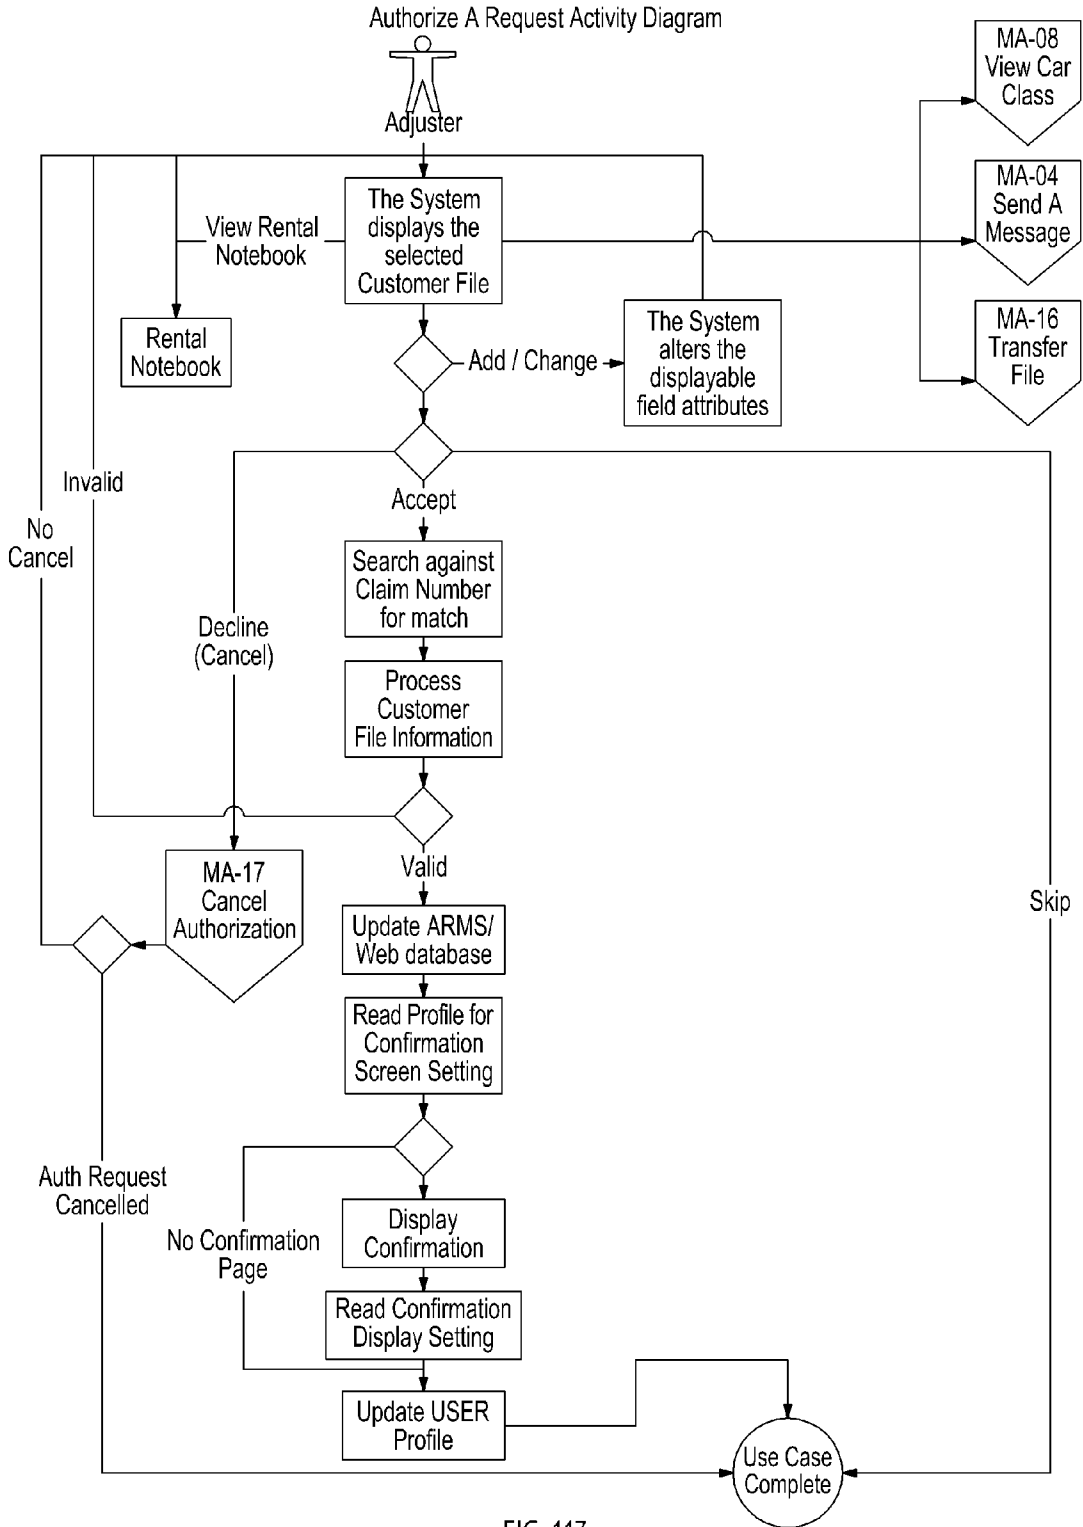 Authorize A Request Activity Diagram
Adjuster
MA-08
View Car
Class
MA-04
Send A
Message
MA-16
Transfer
File
The System
displays the
selected
Customer File
View Rental
Notebook
Rental
Notebook
Add / Change
The System
alters the
displayable
field attributes
Invalid
No
Cancel
Accept
Search against
Claim Number
for match
Decline
(Cancel)
Process
Customer
File Information
Valid
MA-17
Cancel
Authorization
Skip
Update ARMS/
Web database
Read Profile for
Confirmation
Screen Setting
Auth Request
Cancelled
No Confirmation
Page
Display
Confirmation
Read Confirmation
Display Setting
Update USER
Profile
Use Case
Complete